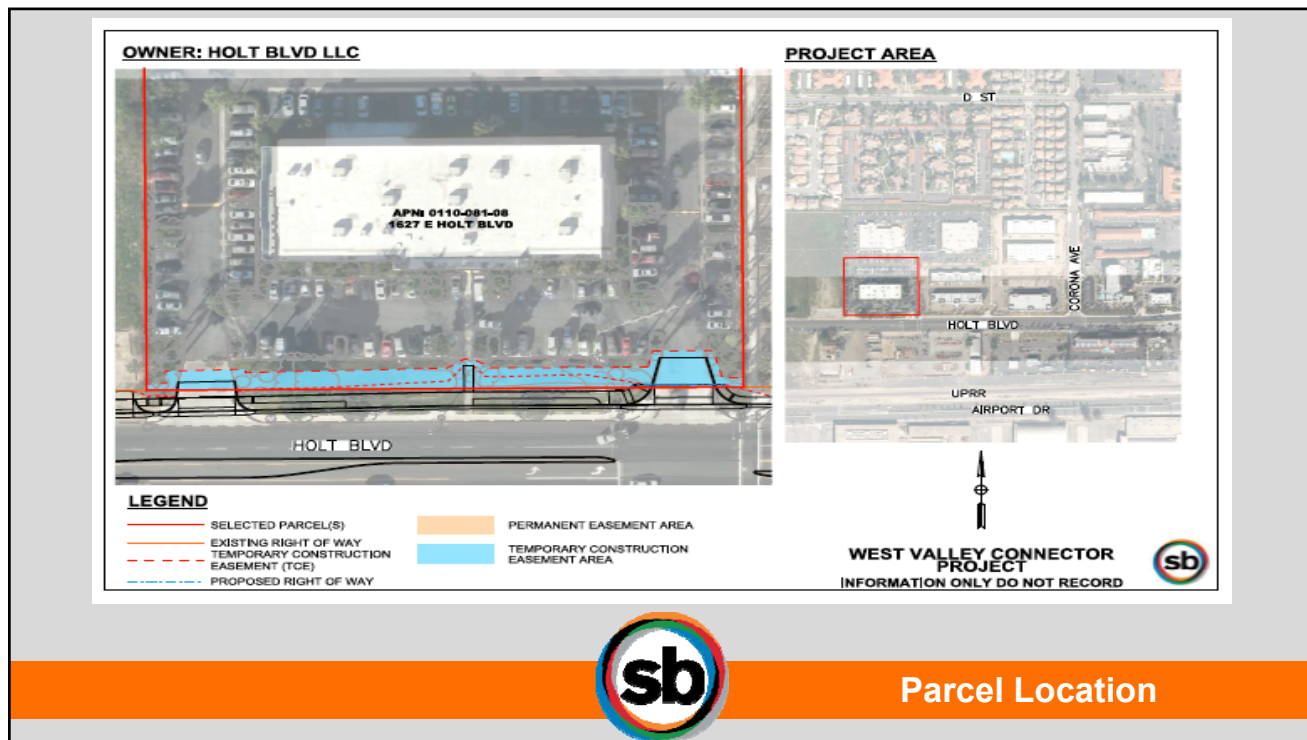 OWNER: HOLT BLVD LLC
APN: 0110-081-08
1627 E HOLT BLVD
HOLT BLVD
PROJECT AREA
D ST
CORONA AVE
HOLT BLVD
UPRR
AIRPORT DR
LEGEND
SELECTED PARCEL(S)
EXISTING RIGHT OF WAY
TEMPORARY CONSTRUCTION
EASEMENT (TCE)
PROPOSED RIGHT OF WAY
PERMANENT EASEMENT AREA
TEMPORARY CONSTRUCTION
EASEMENT AREA
WEST VALLEY CONNECTOR
PROJECT
INFORMATION ONLY DO NOT RECORD
sb
sb
Parcel Location